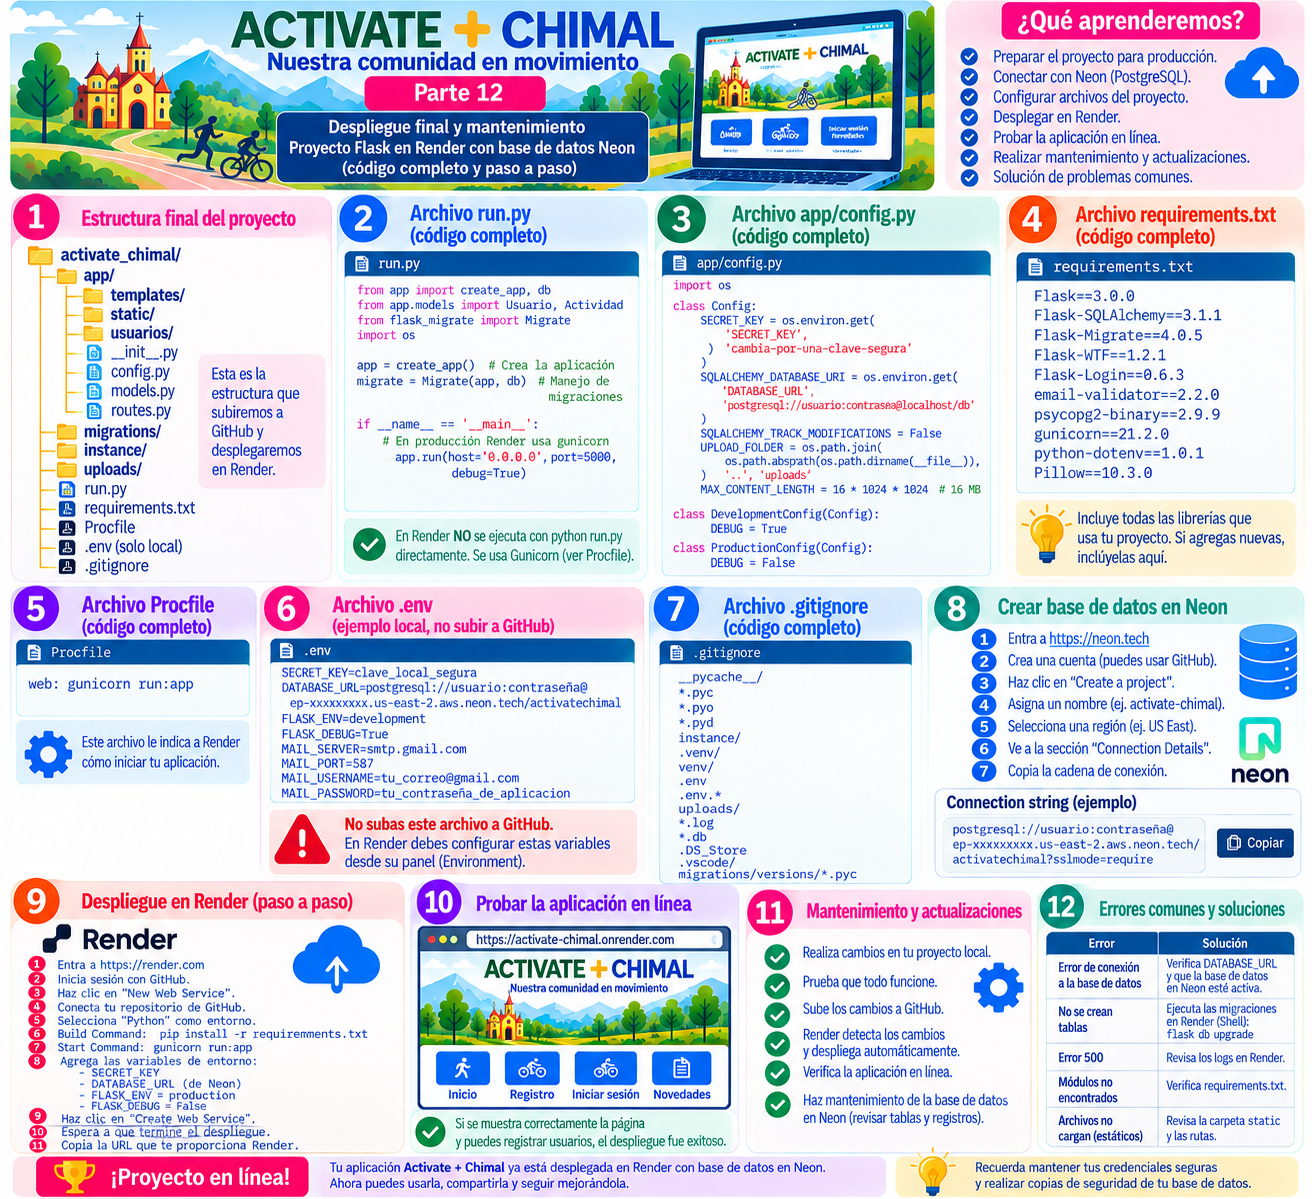 ACTIVATE + CHIMAL
Nuestra comunidad en movimiento
Parte 12
Despliegue final y mantenimiento
Proyecto Flask en Render con base de datos Neon
(código completo y paso a paso)
ACTIVATE + CHIMAL
¿Qué aprenderemos?
Preparar el proyecto para producción.
Conectar con Neon (PostgreSQL).
Configurar archivos del proyecto.
Desplegar en Render.
Probar la aplicación en línea.
Realizar mantenimiento y actualizaciones.
Solución de problemas comunes.
1
Estructura final del proyecto
activate_chimal/
app/
templates/
static/
usuarios/
__init__.py
config.py
models.py
routes.py
migrations/
instance/
uploads/
run.py
requirements.txt
Procfile
.env (solo local)
.gitignore
Esta es la
estructura que
subiremos a
GitHub y
desplegaremos
en Render.
2
Archivo run.py
(código completo)
run.py
from app import create_app, db
from app.models import Usuario, Actividad
from flask_migrate import Migrate
import os
app = create_app() # Crea la aplicación
migrate = Migrate(app, db) # Manejo de
migraciones
if __name__ == '__main__':
# En producción Render usa gunicorn
app.run(host='0.0.0.0', port=5000,
debug=True)
En Render NO se ejecuta con python run.py
directamente. Se usa Gunicorn (ver Procfile).
3
Archivo app/config.py
(código completo)
app/config.py
import os
class Config:
SECRET_KEY = os.environ.get(
'SECRET_KEY',
) 'cambia-por-una-clave-segura'
)
SQLALCHEMY_DATABASE_URI = os.environ.get(
'DATABASE_URL',
'postgresql://usuario:contraseña@localhost/db'
)
SQLALCHEMY_TRACK_MODIFICATIONS = False
UPLOAD_FOLDER = os.path.join(
os.path.abspath(os.path.dirname(__file__)),
) '..', 'uploads'
MAX_CONTENT_LENGTH = 16 * 1024 * 1024 # 16 MB
class DevelopmentConfig(Config):
DEBUG = True
class ProductionConfig(Config):
DEBUG = False
4
Archivo requirements.txt
(código completo)
requirements.txt
Flask==3.0.0
Flask-SQLAlchemy==3.1.1
Flask-Migrate==4.0.5
Flask-WTF==1.2.1
Flask-Login==0.6.3
email-validator==2.2.0
psycopg2-binary==2.9.9
gunicorn==21.2.0
python-dotenv==1.0.1
Pillow==10.3.0
Incluye todas las librerías que
usa tu proyecto. Si agregas nuevas,
inclúyelas aquí.
5
Archivo Procfile
(código completo)
Procfile
web: gunicorn run:app
Este archivo le indica a Render
cómo iniciar tu aplicación.
6
Archivo .env
(ejemplo local, no subir a GitHub)
.env
SECRET_KEY=clave_local_segura
DATABASE_URL=postgresql://usuario:contraseña@
ep-xxxxxxxxx.us-east-2.aws.neon.tech/activatechimal
FLASK_ENV=development
FLASK_DEBUG=True
MAIL_SERVER=smtp.gmail.com
MAIL_PORT=587
MAIL_USERNAME=tu_correo@gmail.com
MAIL_PASSWORD=tu_contraseña_de_aplicacion
No subas este archivo a GitHub.
En Render debes configurar estas variables
desde su panel (Environment).
7
Archivo .gitignore
(código completo)
.gitignore
__pycache__/
*.pyc
*.pyo
*.pyd
instance/
.venv/
venv/
.env
.env.*
uploads/
*.log
*.db
.DS_Store
.vscode/
migrations/versions/*.pyc
8
Crear base de datos en Neon
1 Entra a https://neon.tech
2 Crea una cuenta (puedes usar GitHub).
3 Haz clic en “Create a project”.
4 Asigna un nombre (ej. activate-chimal).
5 Selecciona una región (ej. US East).
6 Ve a la sección “Connection Details”.
7 Copia la cadena de conexión.
neon
Connection string (ejemplo)
postgresql://usuario:contraseña@
ep-xxxxxxxxx.us-east-2.aws.neon.tech/
activatechimal?sslmode=require
Copiar
9
Despliegue en Render (paso a paso)
Render
1 Entra a https://render.com
2 Inicia sesión con GitHub.
3 Haz clic en “New Web Service”.
4 Conecta tu repositorio de GitHub.
5 Selecciona “Python” como entorno.
6 Build Command: pip install -r requiremments.txt
7 Start Command: gunicorn run:app
8 Agrega las variables de entorno:
- SECRET_KEY
- DATABASE_URL (de Neon)
- FLASK_ENV = production
- FLASK_DEBUG = False
9 Haz clic en “Create Web Service”.
10 Espera a que termine el despliegue.
11 Copia la URL que te proporciona Render.
10
Probar la aplicación en línea
https://activate-chimal.onrender.com
ACTIVATE + CHIMAL
Nuestra comunidad en movimiento
Inicio
Registro
Iniciar sesión
Novedades
Si se muestra correctamente la página
y puedes registrar usuarios, el despliegue fue exitoso.
11
Mantenimiento y actualizaciones
Realiza cambios en tu proyecto local.
Prueba que todo funcione.
Sube los cambios a GitHub.
Render detecta los cambios
y despliega automáticamente.
Verifica la aplicación en línea.
Haz mantenimiento de la base de datos
en Neon (revisar tablas y registros).
12
Errores comunes y soluciones
Error Solución
Error de conexión
a la base de datos
Verifica DATABASE_URL
y que la base de datos
en Neon esté activa.
No se crean
tablas
Ejecuta las migraciones
en Render (Shell):
flask db upgrade
Error 500
Revisa los logs en Render.
Módulos no
encontrados
Verifica requirements.txt.
Archivos no
cargan (estáticos)
Revisa la carpeta static
y las rutas.
¡Proyecto en línea!
Tu aplicación Activate + Chimal ya está desplegada en Render con base de datos en Neon.
Ahora puedes usarla, compartirla y seguir mejorándola.
Recuerda mantener tus credenciales seguras
y realizar copias de seguridad de tu base de datos.